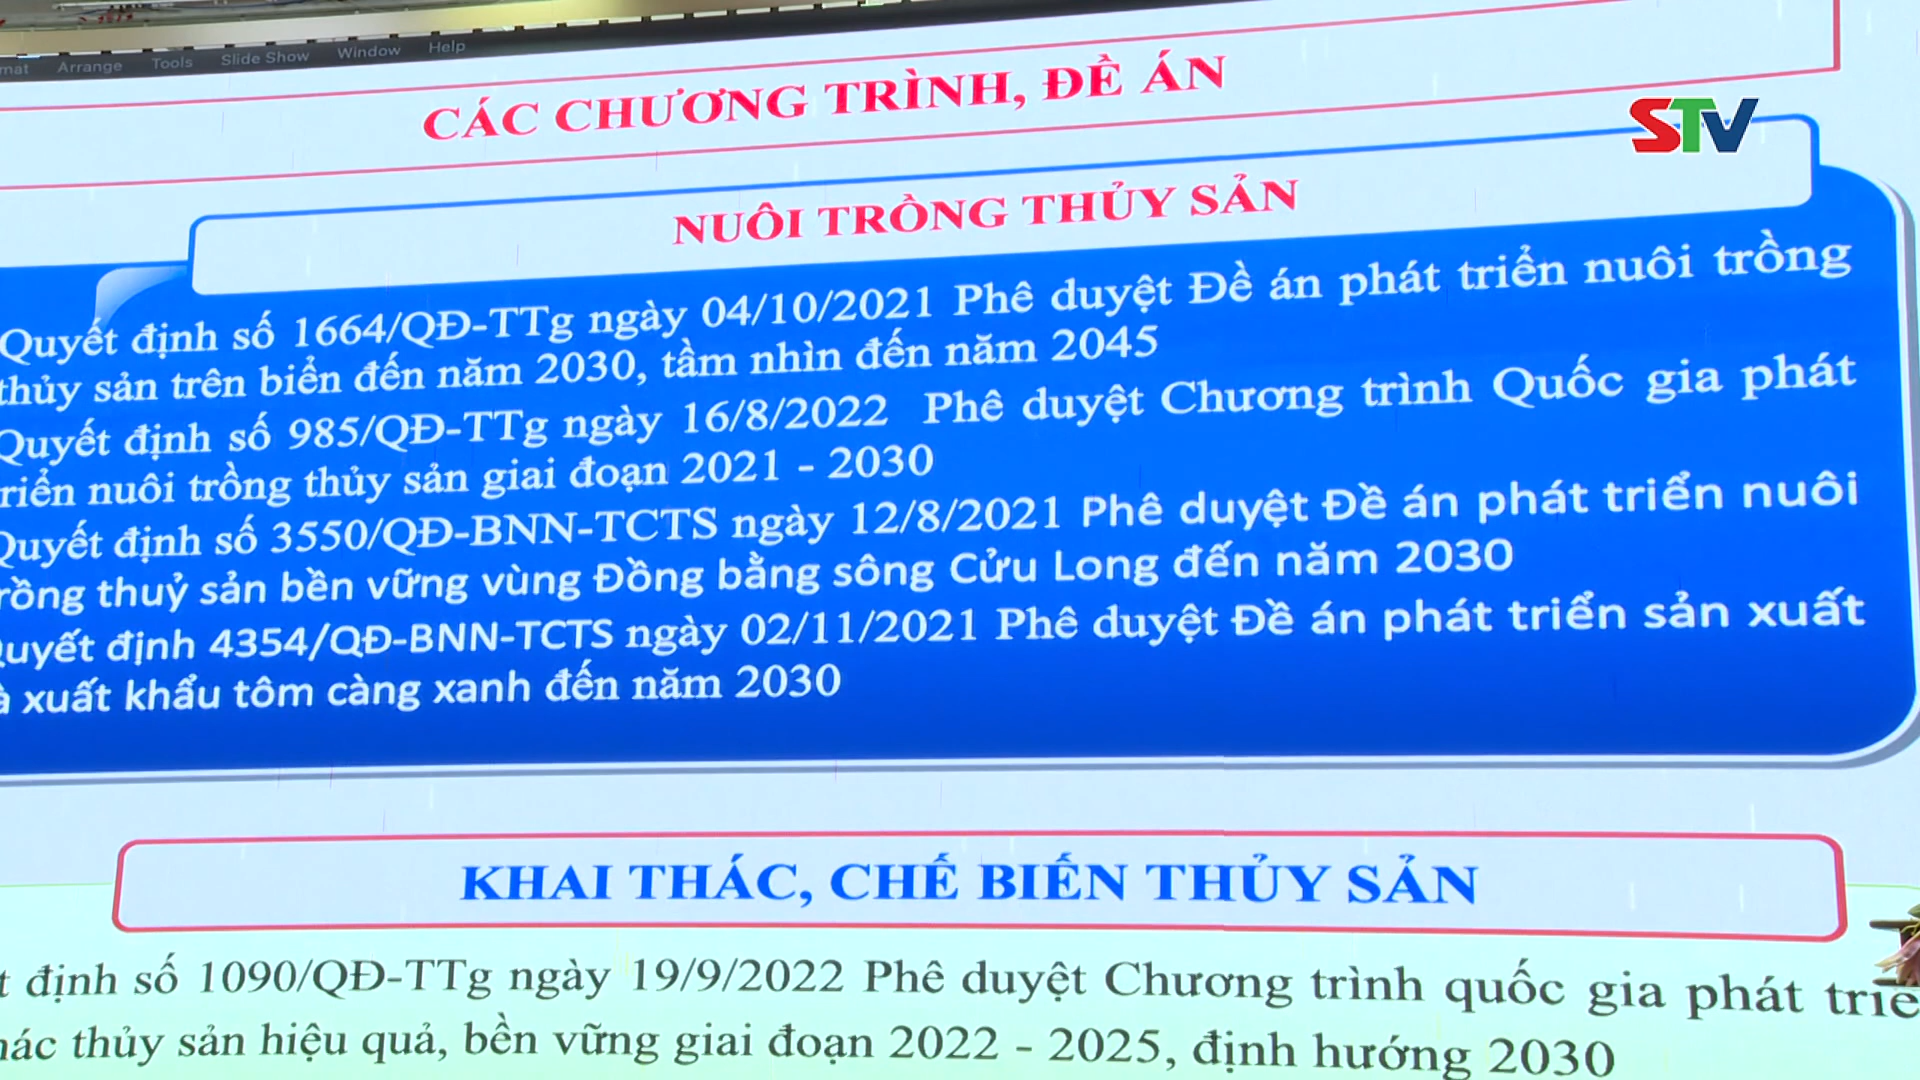 Arrange Tools Slide Show Window Help
CÁC CHƯƠNG TRÌNH, ĐỀ ÁN
STV
NUÔI TRỒNG THỦY SẢN
Quyết định số 1664/QĐ-TTg ngày 04/10/2021 Phê duyệt Đề án phát triển nuôi trồng
thủy sản trên biển đến năm 2030, tầm nhìn đến năm 2045
Quyết định số 985/QĐ-TTg ngày 16/8/2022 Phê duyệt Chương trình Quốc gia phát
riển nuôi trồng thủy sản giai đoạn 2021 - 2030
Quyết định số 3550/QĐ-BNN-TCTS ngày 12/8/2021 Phê duyệt Đề án phát triển nuôi
rồng thuỷ sản bền vững vùng Đồng bằng sông Cửu Long đến năm 2030
uyết định 4354/QĐ-BNN-TCTS ngày 02/11/2021 Phê duyệt Đề án phát triển sản xuất
à xuất khẩu tôm càng xanh đến năm 2030
KHAI THÁC, CHẾ BIẾN THỦY SẢN
t định số 1090/QĐ-TTg ngày 19/9/2022 Phê duyệt Chương trình quốc gia phát triể
hác thủy sản hiệu quả, bền vững giai đoạn 2022 - 2025, định hướng 2030